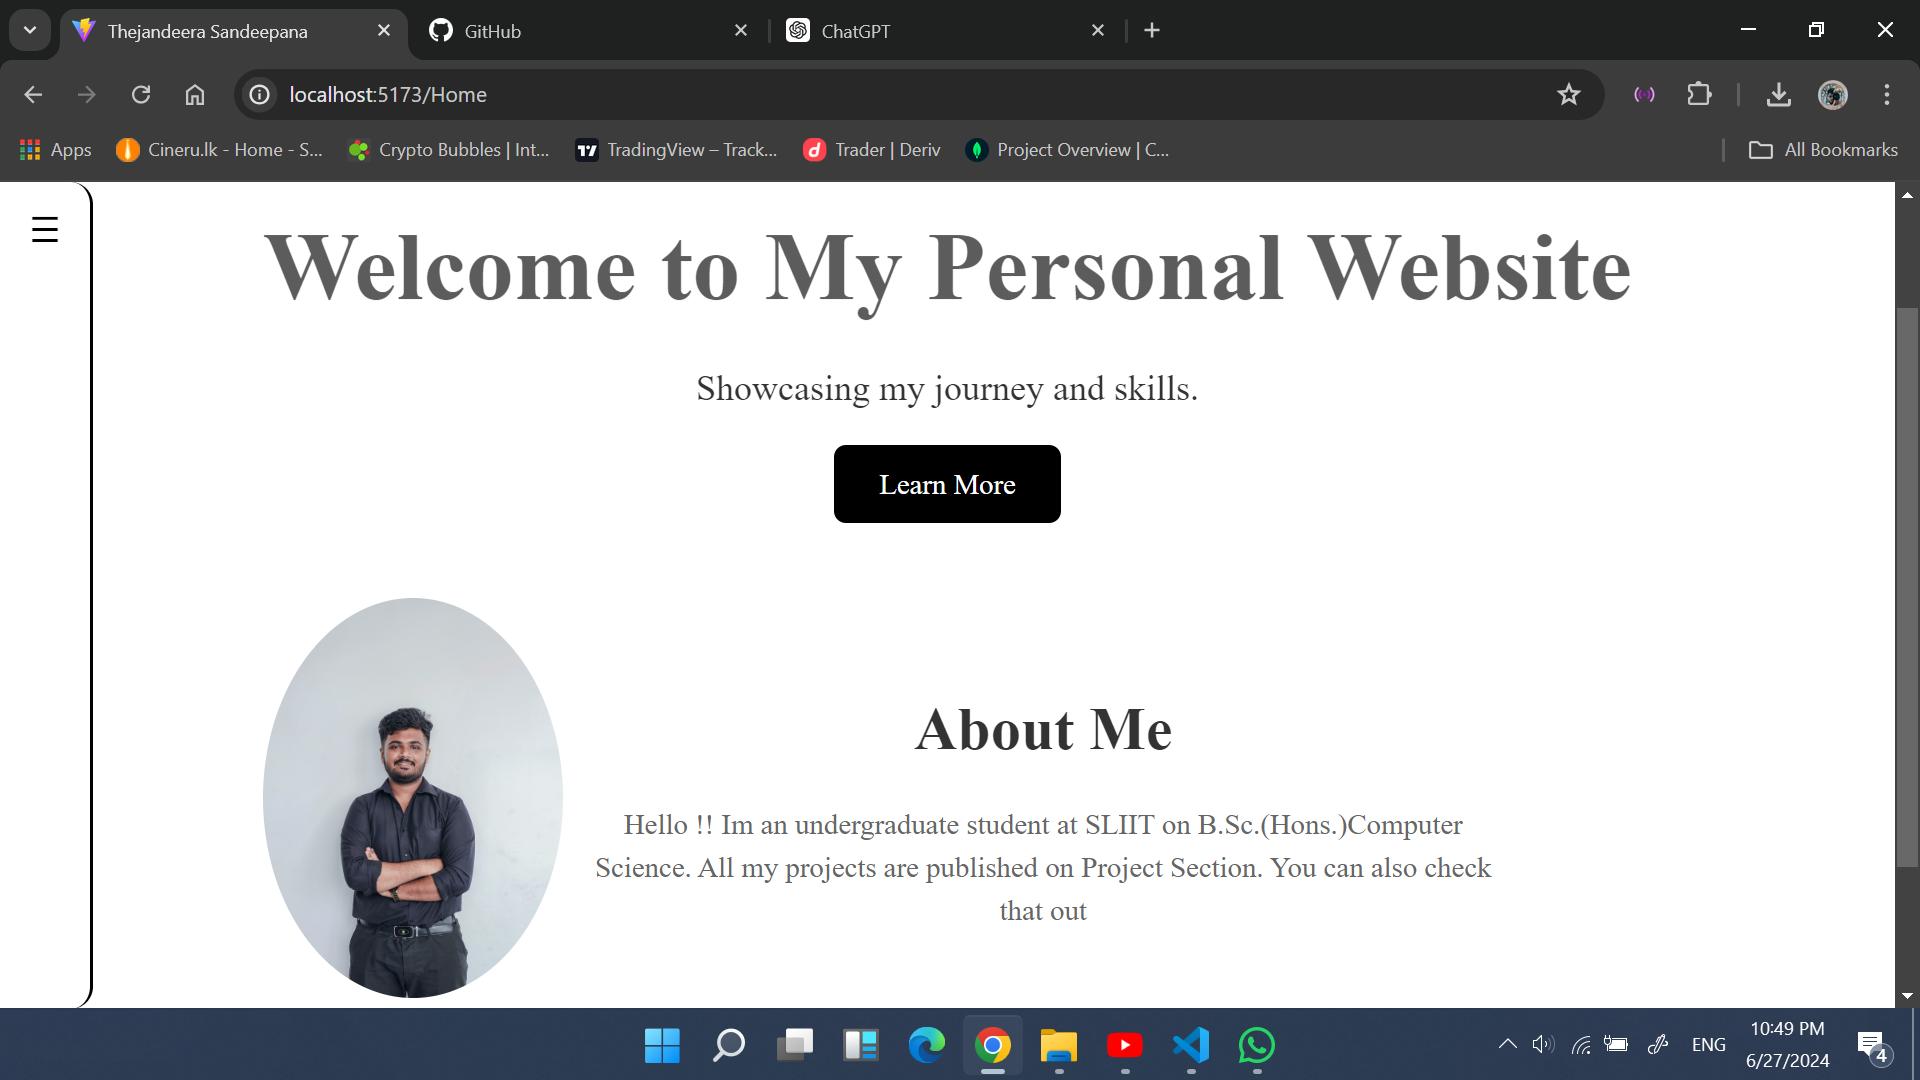 Thejandeera Sandeepana
GitHub
ChatGPT
localhost:5173/Home
Apps
Cineru.lk - Home - S...
Crypto Bubbles | Int...
TradingView – Track...
Trader | Deriv
Project Overview | C...
All Bookmarks
Welcome to My Personal Website
Showcasing my journey and skills.
Learn More
About Me
Hello !! Im an undergraduate student at SLIIT on B.Sc.(Hons.)Computer
Science. All my projects are published on Project Section. You can also check
that out
ENG
10:49 PM
6/27/2024
4